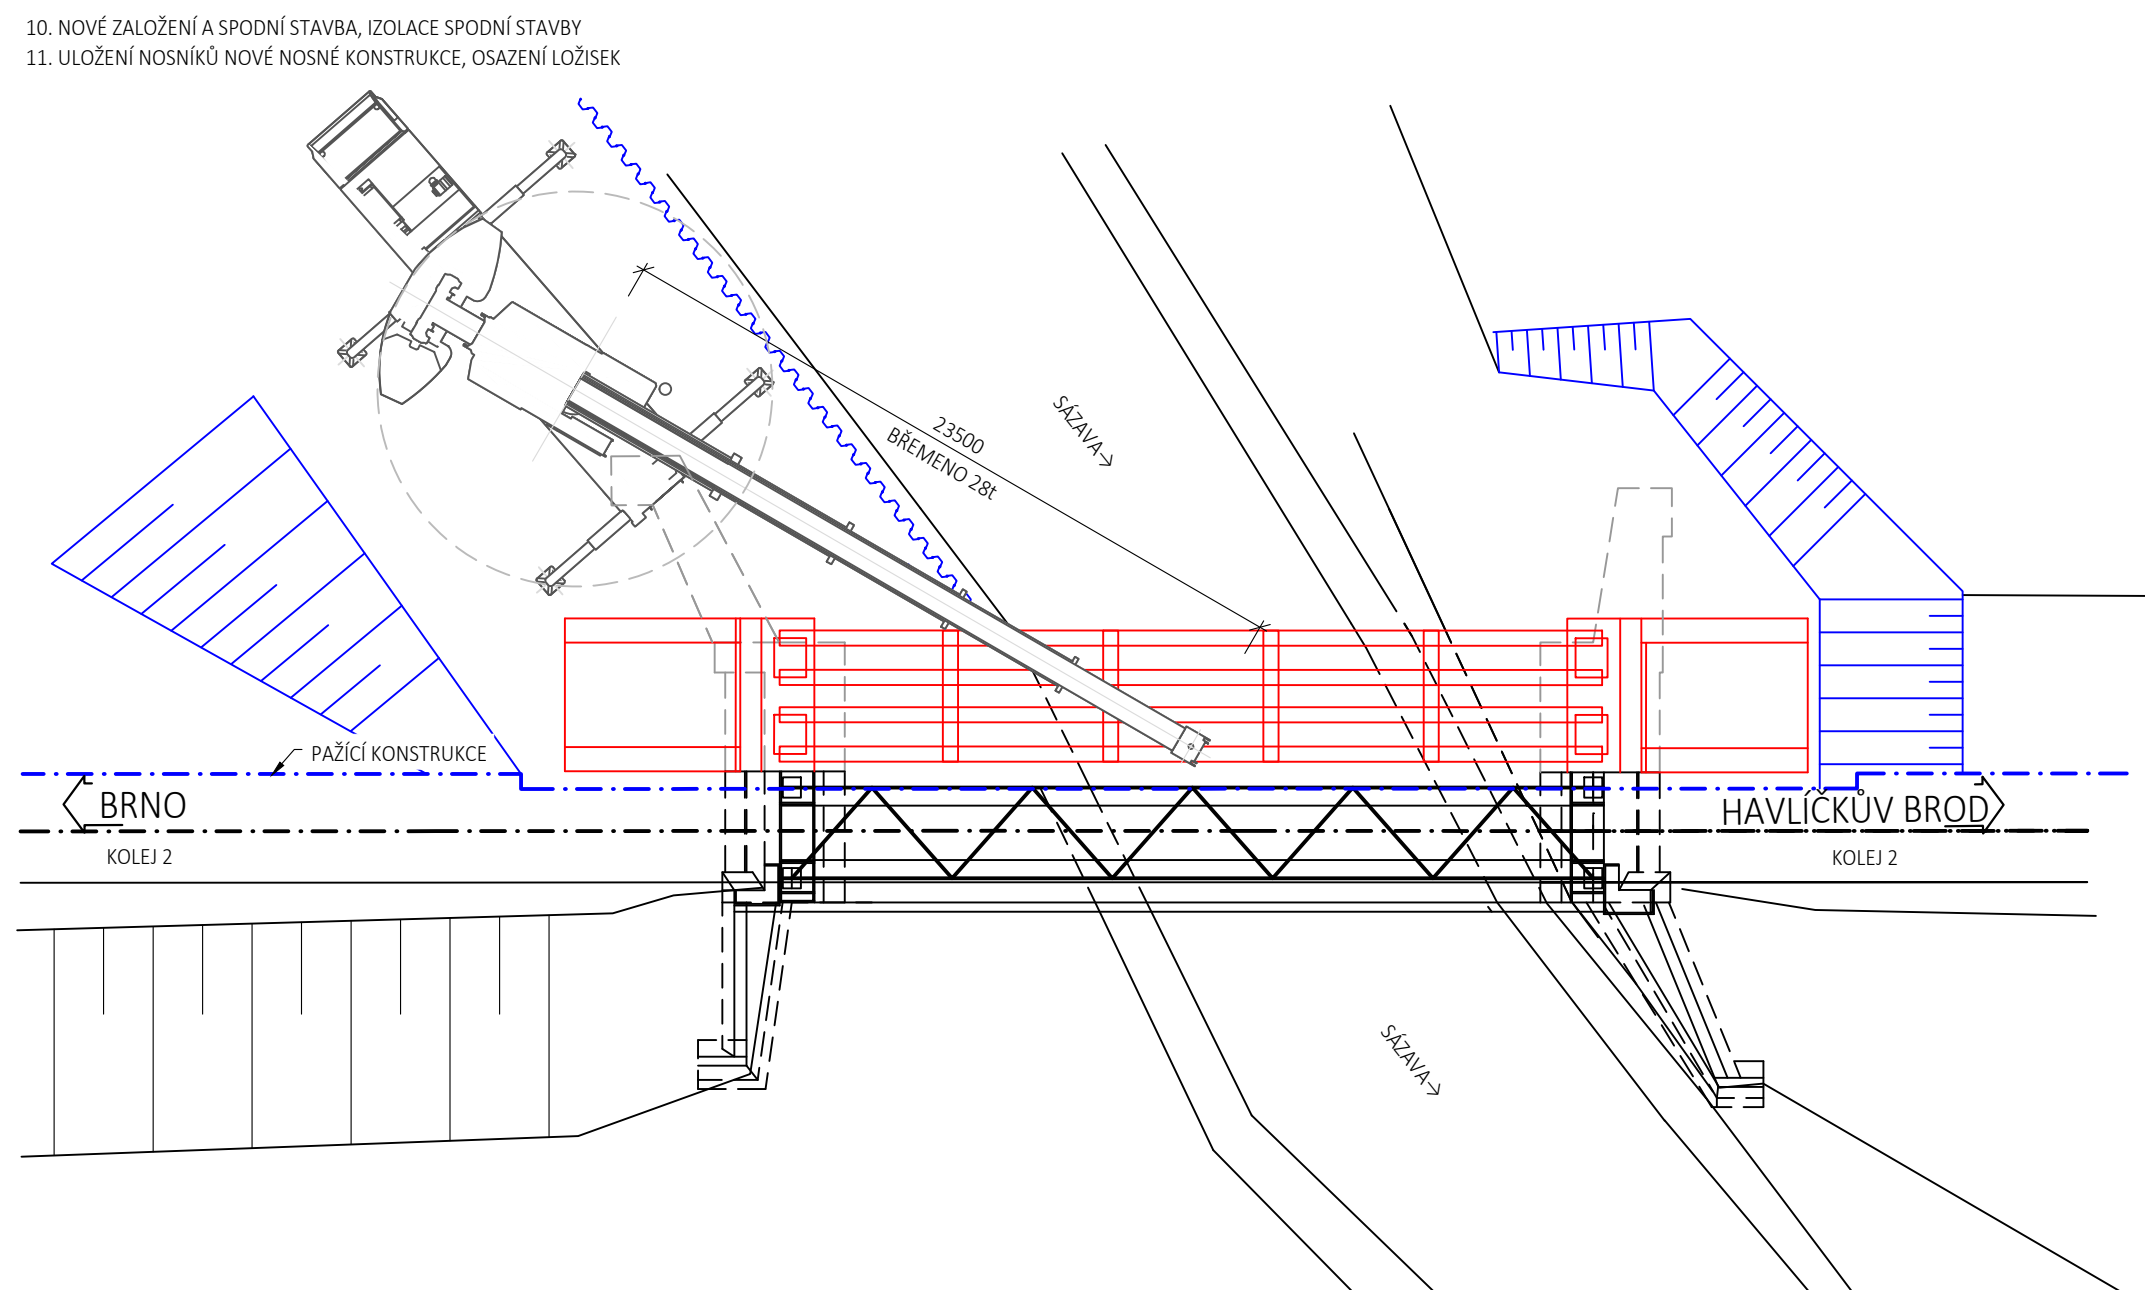 10. NOVÉ ZALOŽENÍ A SPODNÍ STAVBA, IZOLACE SPODNÍ STAVBY
11. ULOŽENÍ NOSNÍKŮ NOVÉ NOSNÉ KONSTRUKCE, OSAZENÍ LOŽISEK
SÁZAVA
23500
BŘEMENO 28t
PAŽÍCÍ KONSTRUKCE
BRNO
HAVLÍČKŮV BROD
KOLEJ 2
KOLEJ 2
SÁZAVA